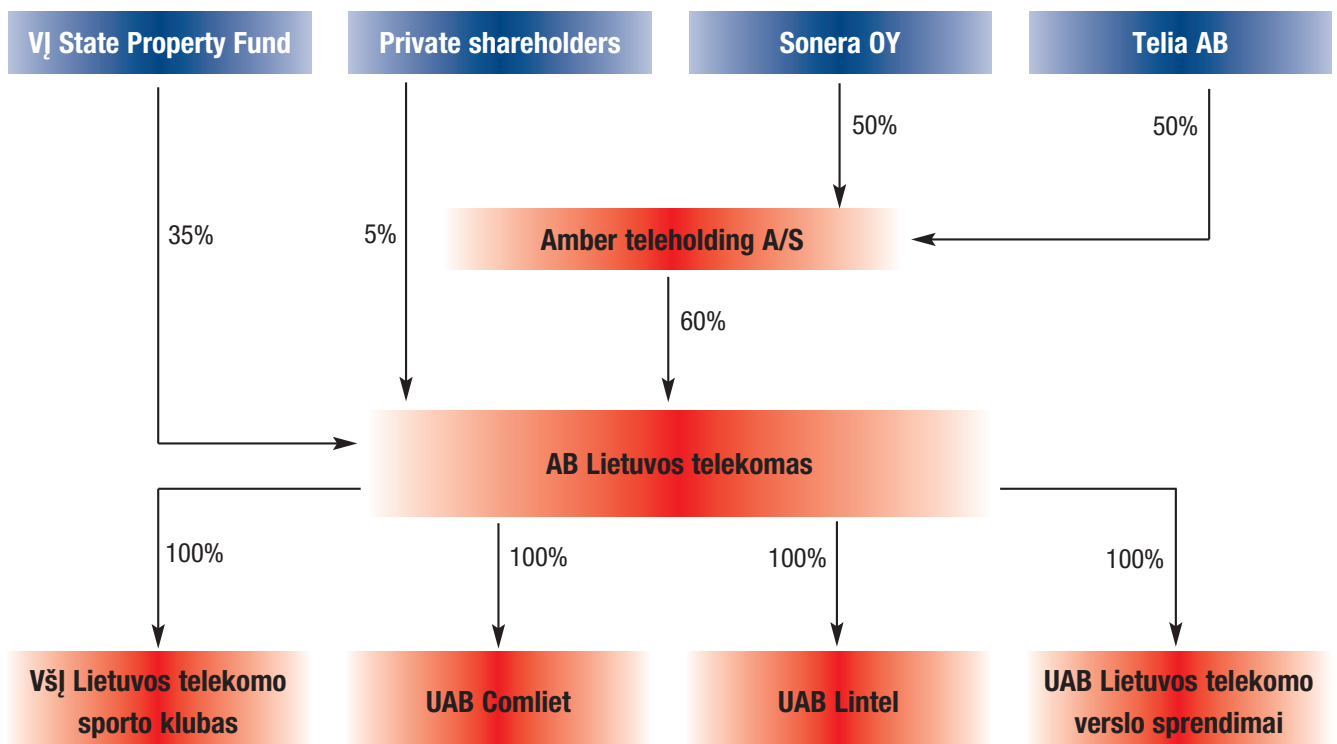 VĮ State Property Fund
Private shareholders
Sonera OY
Telia AB
50%
50%
35%
5%
Amber teleholding A/S
60%
AB Lietuvos telekomas
100%
100%
100%
100%
VšĮ Lietuvos telekomo
sporto klubas
UAB Comliet
UAB Lintel
UAB Lietuvos telekomo
verslo sprendimai